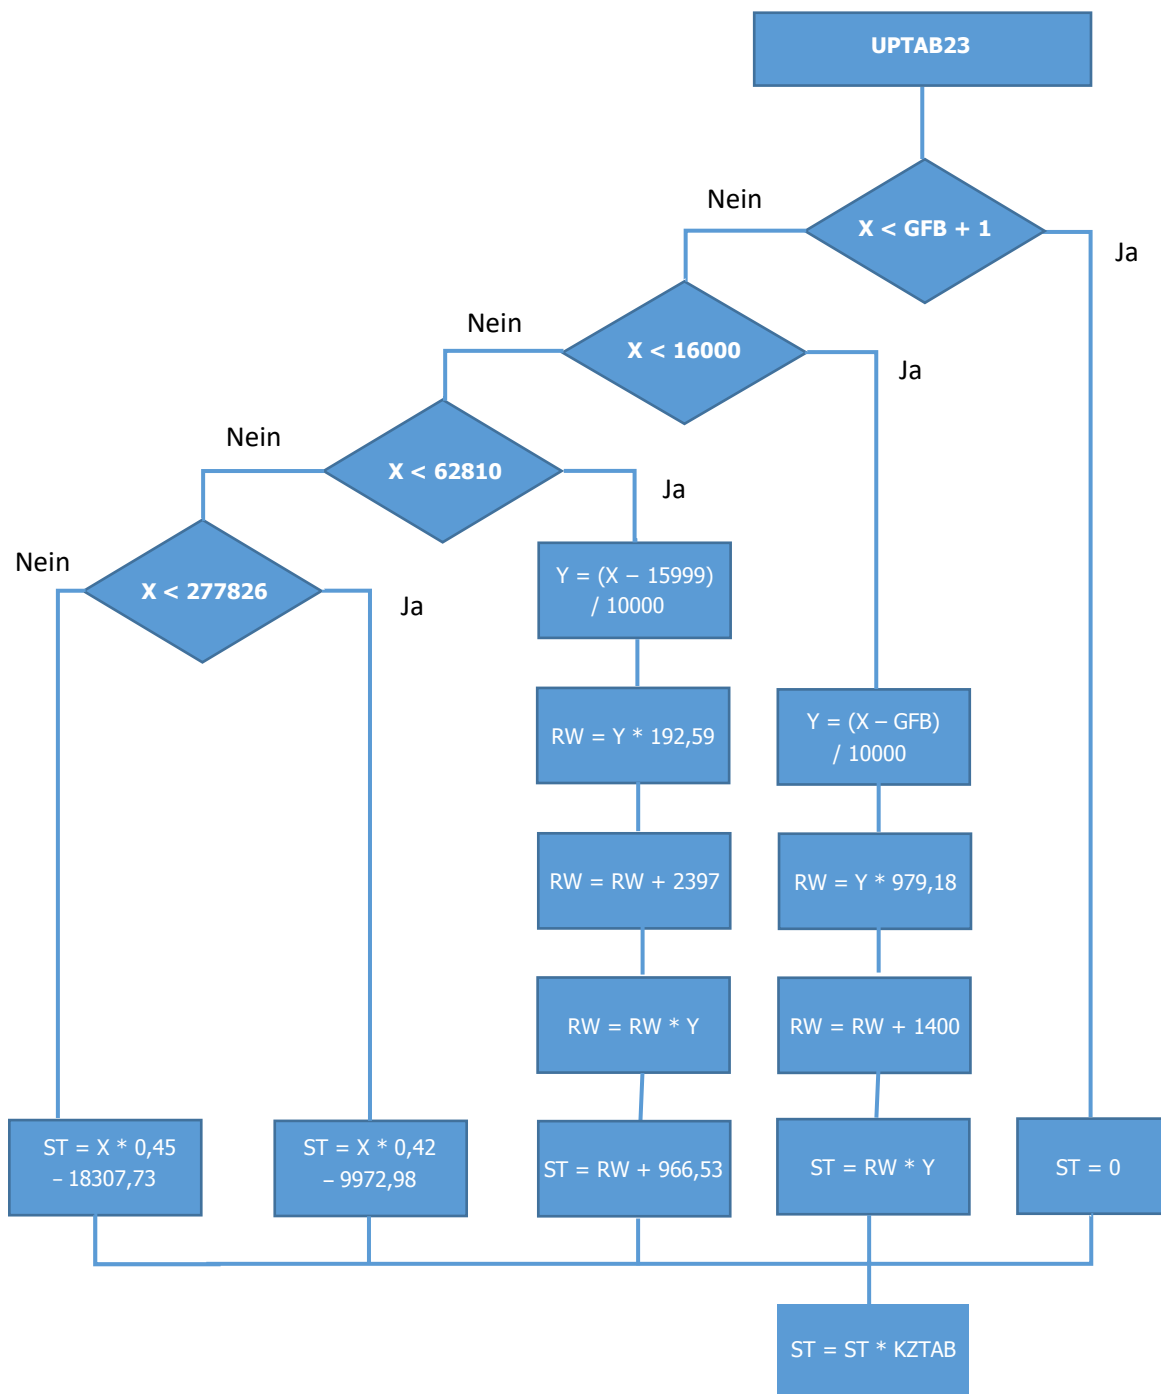 UPTAB23
Nein
X < GFB + 1
Ja
Nein
X < 16000
Ja
Nein
X < 62810
Ja
Nein
X < 277826
Ja
Y = (X – 15999)
/ 10000
RW = Y * 192,59
Y = (X – GFB)
/ 10000
RW = RW + 2397
RW = Y * 979,18
RW = RW * Y
RW = RW + 1400
ST = X * 0,45
– 18307,73
ST = X * 0,42
– 9972,98
ST = RW + 966,53
ST = RW * Y
ST = 0
ST = ST * KZTAB